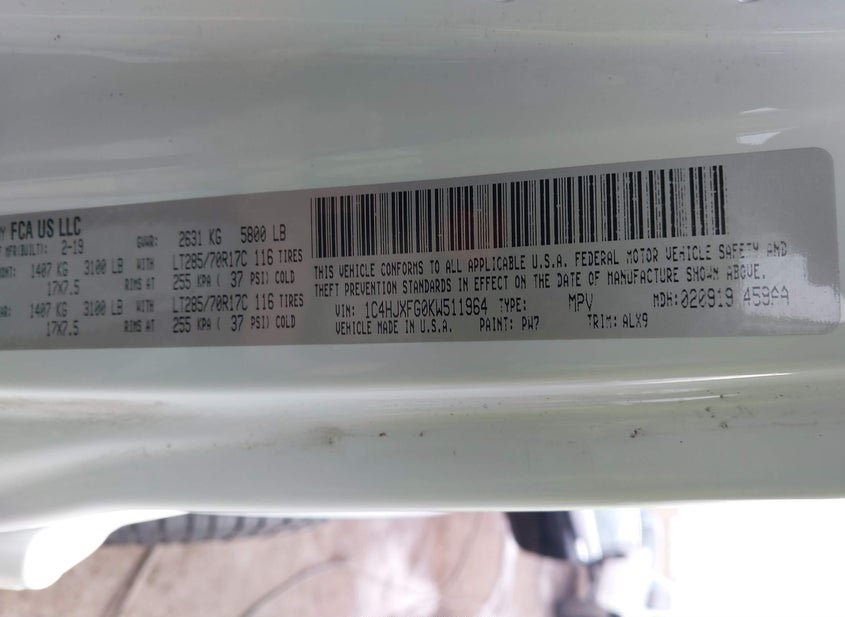 FCA US LLC
MFR(BUILT): 2-19 GVWR: 2631 KG 5800 LB
1407 KG 3100 LB WITH LT285/70R17C 116 TIRES
17X7.5 RIMS AT 255 KPA ( 37 PSI) COLD
1407 KG 3100 LB WITH LT285/70R17C 116 TIRES
17X7.5 RIMS AT 255 KPA ( 37 PSI) COLD
THIS VEHICLE CONFORMS TO ALL APPLICABLE U.S.A. FEDERAL MOTOR VEHICLE SAFETY AND
THEFT PREVENTION STANDARDS IN EFFECT ON THE DATE OF MANUFACTURE SHOWN ABOVE.
VIN: 1C4HJXFG0KW511964 TYPE: MPV MDH: 020919
VEHICLE MADE IN U.S.A. PAINT: PW7 TRIM: ALX9